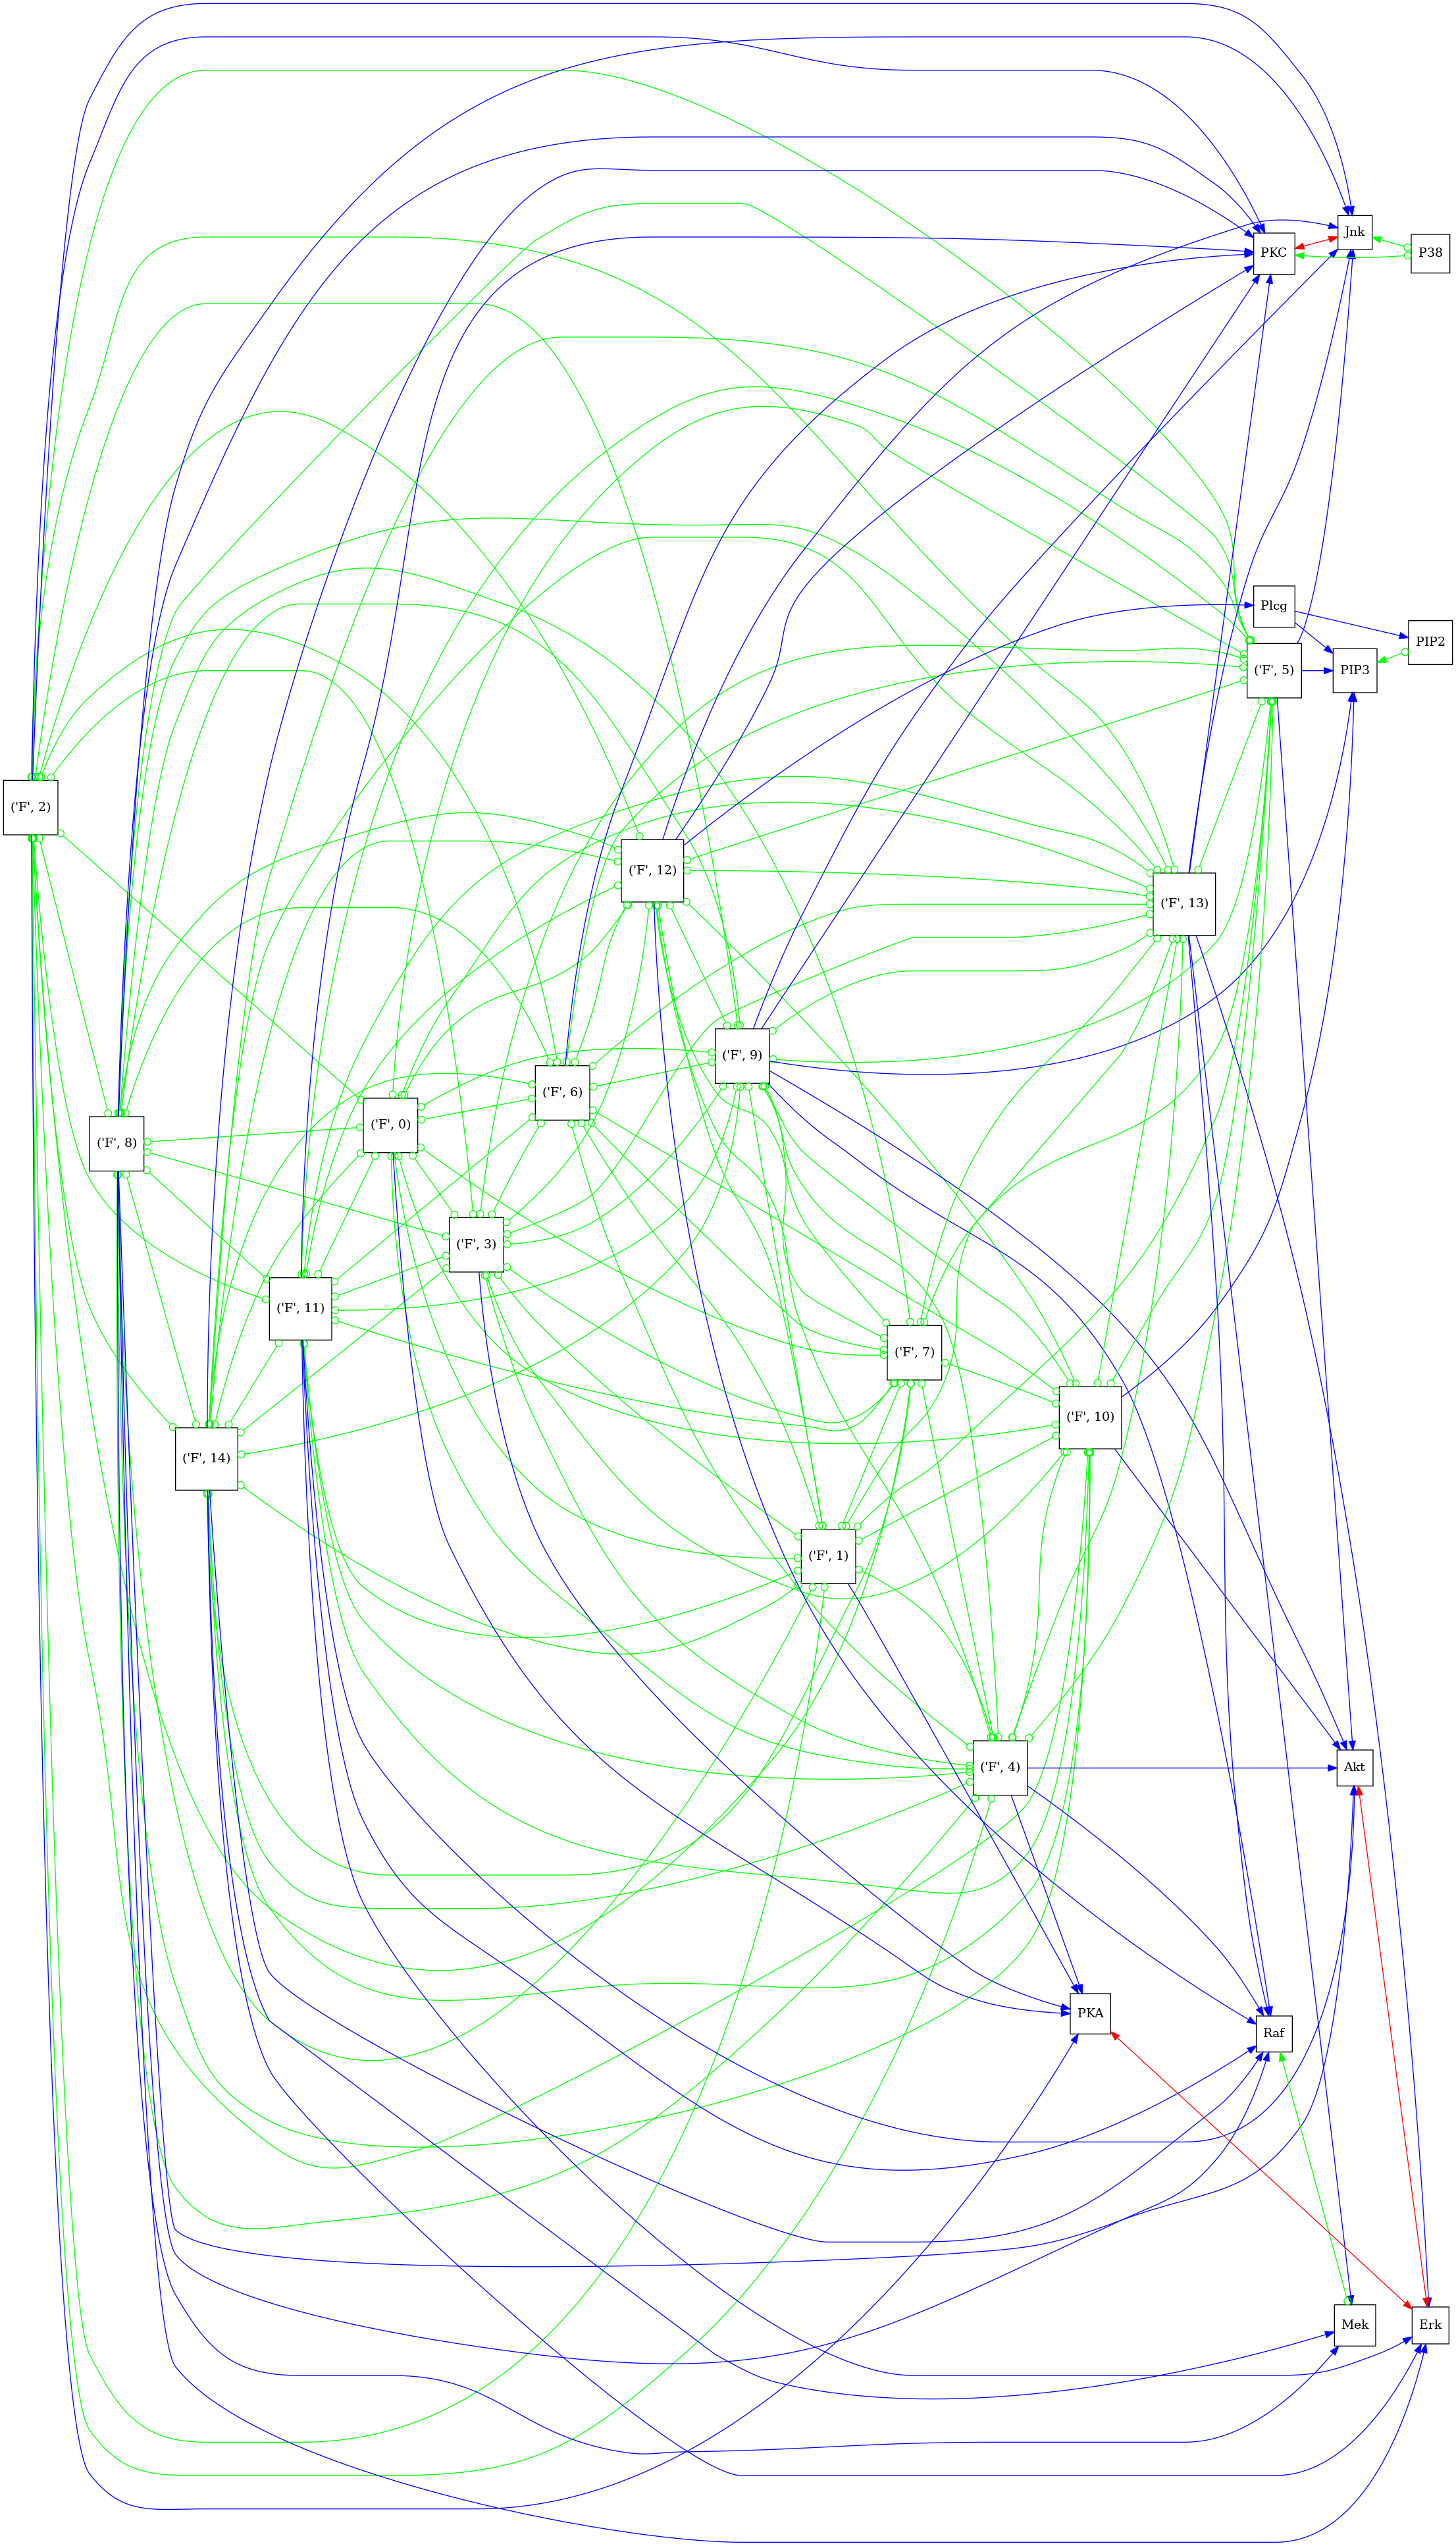 Jnk
PKC
P38
Plcg
PIP2
('F', 5)
PIP3
('F', 2)
('F', 12)
('F', 13)
('F', 9)
('F', 6)
('F', 0)
('F', 8)
('F', 3)
('F', 11)
('F', 7)
('F', 10)
('F', 14)
('F', 1)
('F', 4)
Akt
PKA
Raf
Mek
Erk